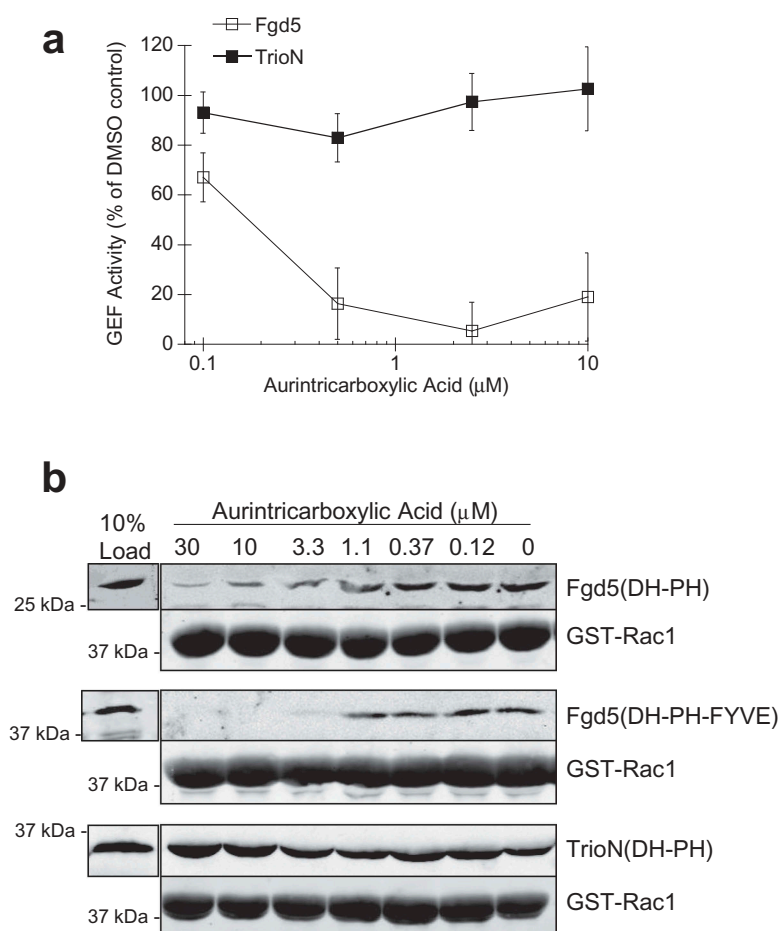 a
Fgd5
TrioN
120
100
80
60
40
20
0
GEF Activity (% of DMSO control)
0.1 1 10
Aurintricarboxylic Acid (μM)
b
10%
Load
Aurintricarboxylic Acid (μM)
30 10 3.3 1.1 0.37 0.12 0
25 kDa
Fgd5(DH-PH)
37 kDa
GST-Rac1
37 kDa
Fgd5(DH-PH-FYVE)
37 kDa
GST-Rac1
37 kDa
TrioN(DH-PH)
37 kDa
GST-Rac1